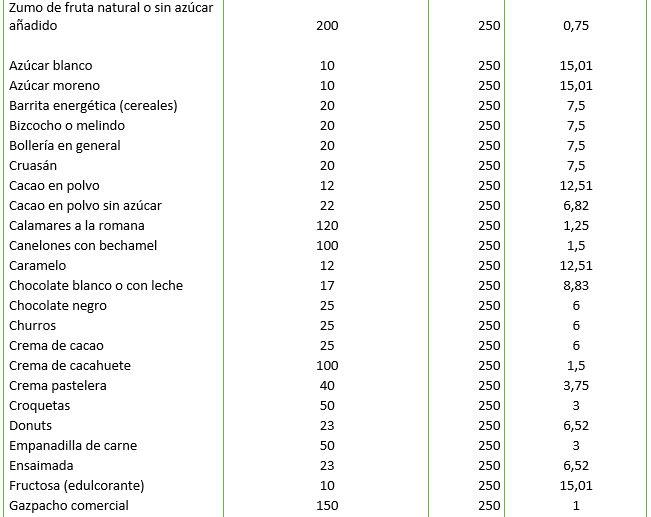 Zumo de fruta natural o sin azúcar
añadido 200 250 0,75
Azúcar blanco 10 250 15,01
Azúcar moreno 10 250 15,01
Barrita energética (cereales) 20 250 7,5
Bizcocho o melindo 20 250 7,5
Bollería en general 20 250 7,5
Cruasán 20 250 7,5
Cacao en polvo 12 250 12,51
Cacao en polvo sin azúcar 22 250 6,82
Calamares a la romana 120 250 1,25
Canelones con bechamel 100 250 1,5
Caramelo 12 250 12,51
Chocolate blanco o con leche 17 250 8,83
Chocolate negro 25 250 6
Churros 25 250 6
Crema de cacao 25 250 6
Crema de cacahuete 100 250 1,5
Crema pastelera 40 250 3,75
Croquetas 50 250 3
Donuts 23 250 6,52
Empanadilla de carne 50 250 3
Ensaimada 23 250 6,52
Fructosa (edulcorante) 10 250 15,01
Gazpacho comercial 150 250 1